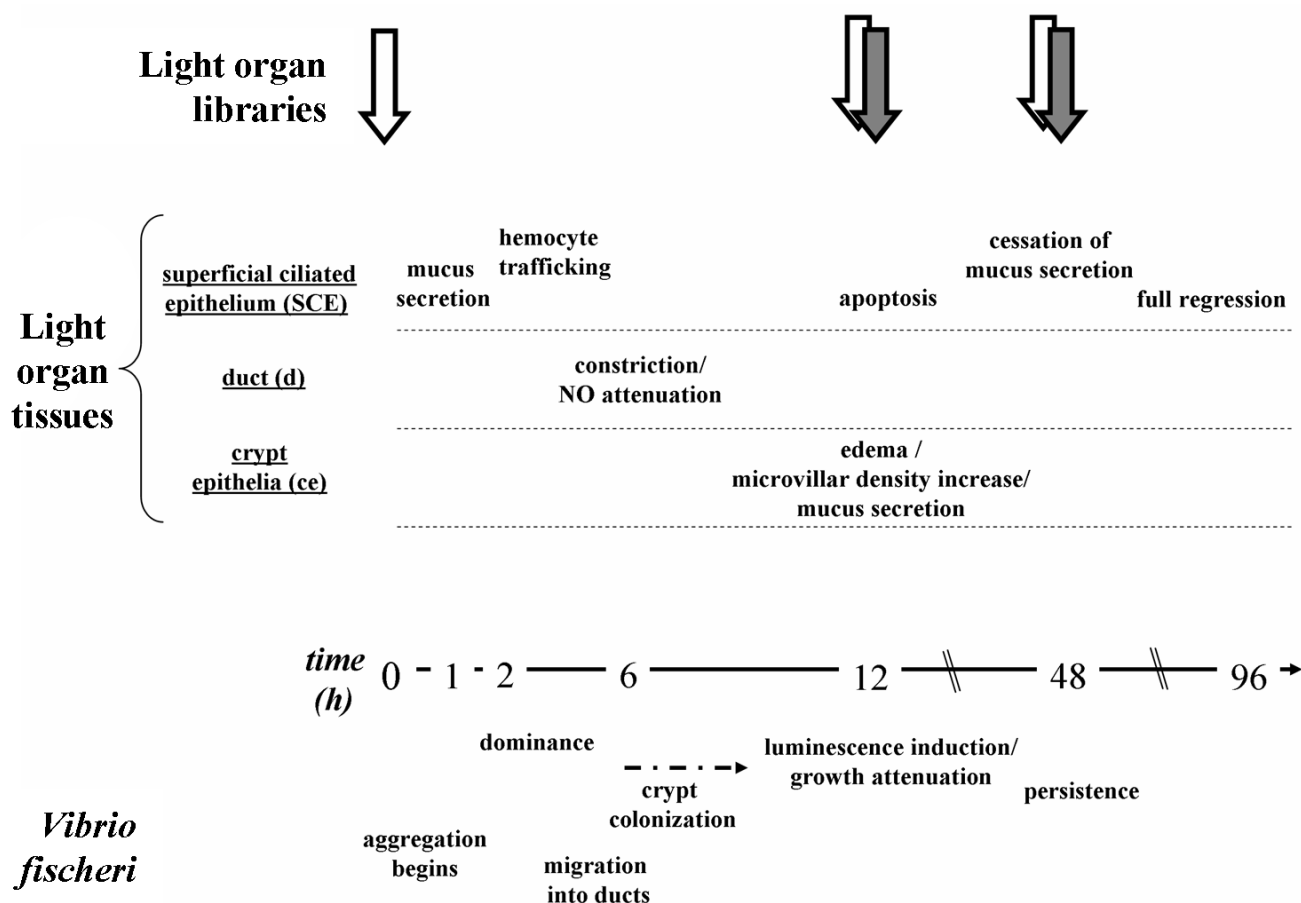 Light organ
libraries
hemocyte
trafficking
mucus
secretion
cessation of
mucus secretion
apoptosis
full regression
superficial ciliated
epithelium (SCE)
Light
organ
tissues
constriction/
NO attenuation
duct (d)
crypt
epithelia (ce)
edema /
microvillar density increase/
mucus secretion
time
(h)
0 1 2 6 12 48 96
dominance
luminescence induction/
growth attenuation
crypt
colonization
persistence
Vibrio
fischeri
aggregation
begins
migration
into ducts